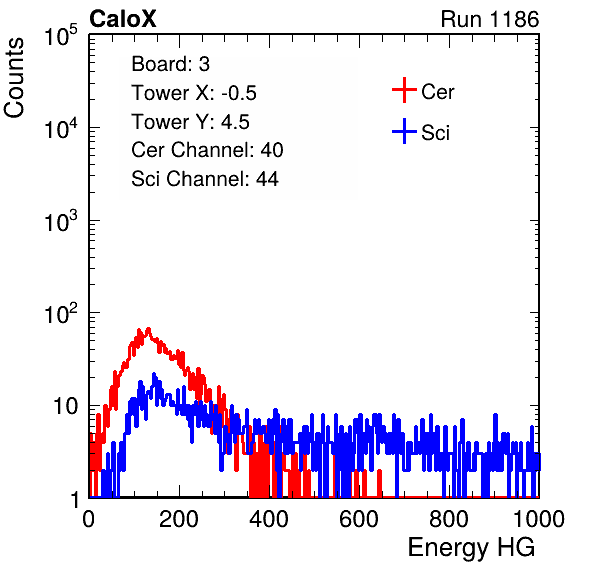 CaloX Run 1186
Counts
10^5
10^4
10^3
10^2
10
1
Board: 3
Tower X: -0.5
Tower Y: 4.5
Cer Channel: 40
Sci Channel: 44
Cer
Sci
0 200 400 600 800 1000
Energy HG